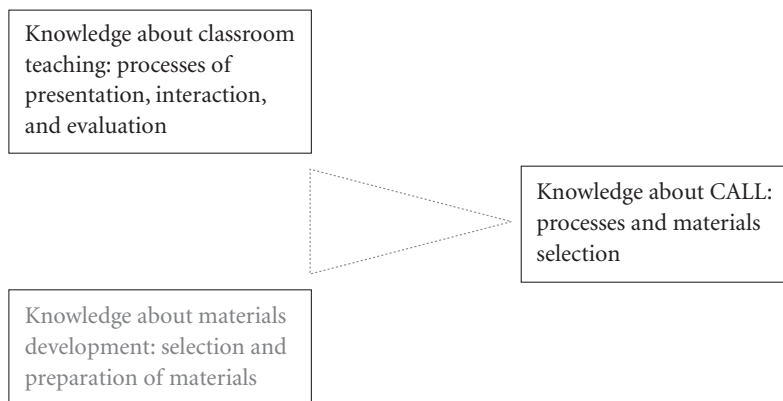 Knowledge about classroom
teaching: processes of
presentation, interaction,
and evaluation
Knowledge about CALL:
processes and materials
selection
Knowledge about materials
development: selection and
preparation of materials